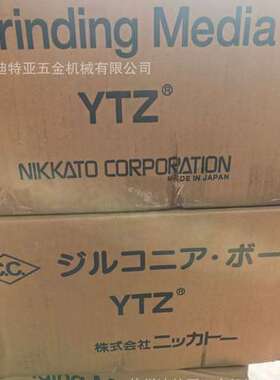 rinding Media
迪特亚五金机械有限公司
YTZ®
NIKKATO CORPORATION
MADE IN JAPAN
C.C.
ジルコニア・ボー
YTZ®
株式会社ニッカトー